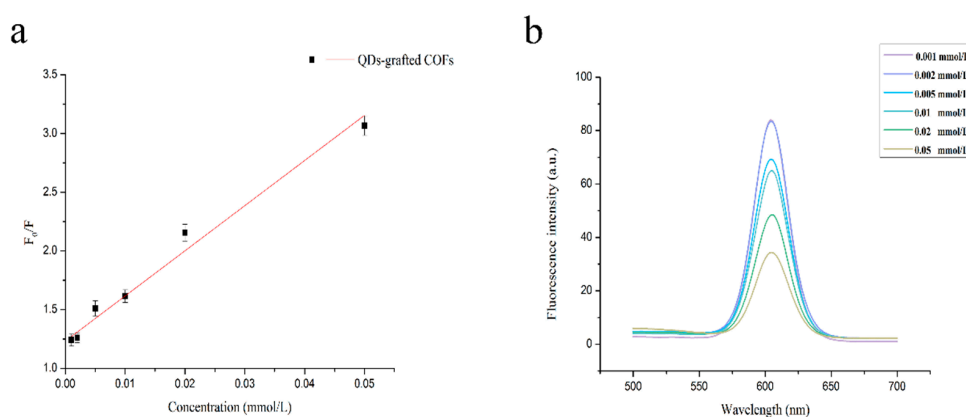 a
QDs-grafted COFs
3.5
3.0
2.5
2.0
1.5
1.0
F₀/F
0.00 0.01 0.02 0.03 0.04 0.05
Concentration (mmol/L)
b
0.001 mmol/L
0.002 mmol/L
0.005 mmol/L
0.01 mmol/L
0.02 mmol/L
0.05 mmol/L
100
80
60
40
20
0
Fluorescence intensity (a.u.)
500 550 600 650 700
Wavelength (nm)